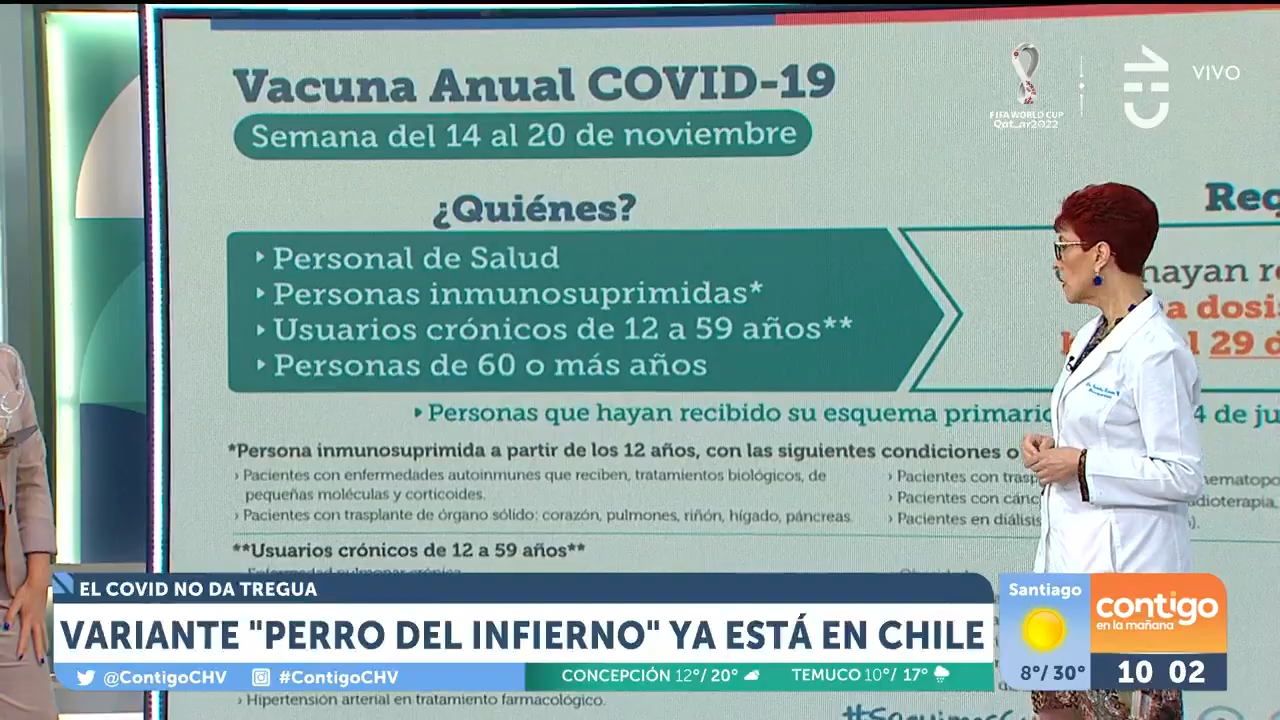 Vacuna Anual COVID-19
Semana del 14 al 20 de noviembre
FIFA WORLD CUP
Qatar2022
CHV
VIVO
¿Quiénes?
‣ Personal de Salud
‣ Personas inmunosuprimidas*
‣ Usuarios crónicos de 12 a 59 años**
‣ Personas de 60 o más años
hayan
a
29
‣ Personas que hayan recibido su esquema primario
4 de
*Persona inmunosuprimida a partir de los 12 años, con las siguientes condiciones o
› Pacientes con enfermedades autoinmunes que reciben, tratamientos biológicos, de
pequeñas moléculas y corticoides.
› Pacientes con trasplante de órgano sólido: corazón, pulmones, riñón, hígado, páncreas.
› Pacientes con
› Pacientes con
› Pacientes en diálisis
**Usuarios crónicos de 12 a 59 años**
EL COVID NO DA TREGUA
VARIANTE "PERRO DEL INFIERNO" YA ESTÁ EN CHILE
@ContigoCHV
#ContigoCHV
CONCEPCIÓN 12°/ 20°
TEMUCO 10°/ 17°
Santiago
8°/ 30°
contigo
en la mañana
10 02
› Hipertensión arterial en tratamiento farmacológico.